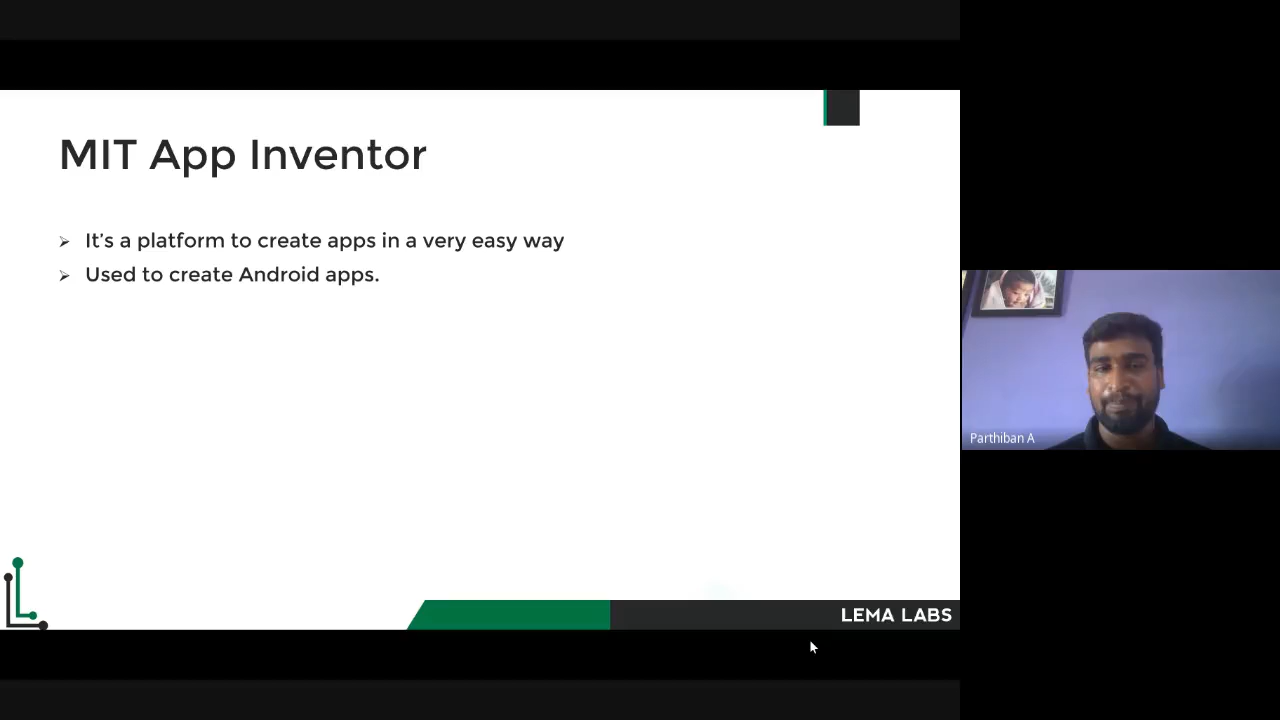 MIT App Inventor
It's a platform to create apps in a very easy way
Used to create Android apps.
Parthiban A
LEMA LABS